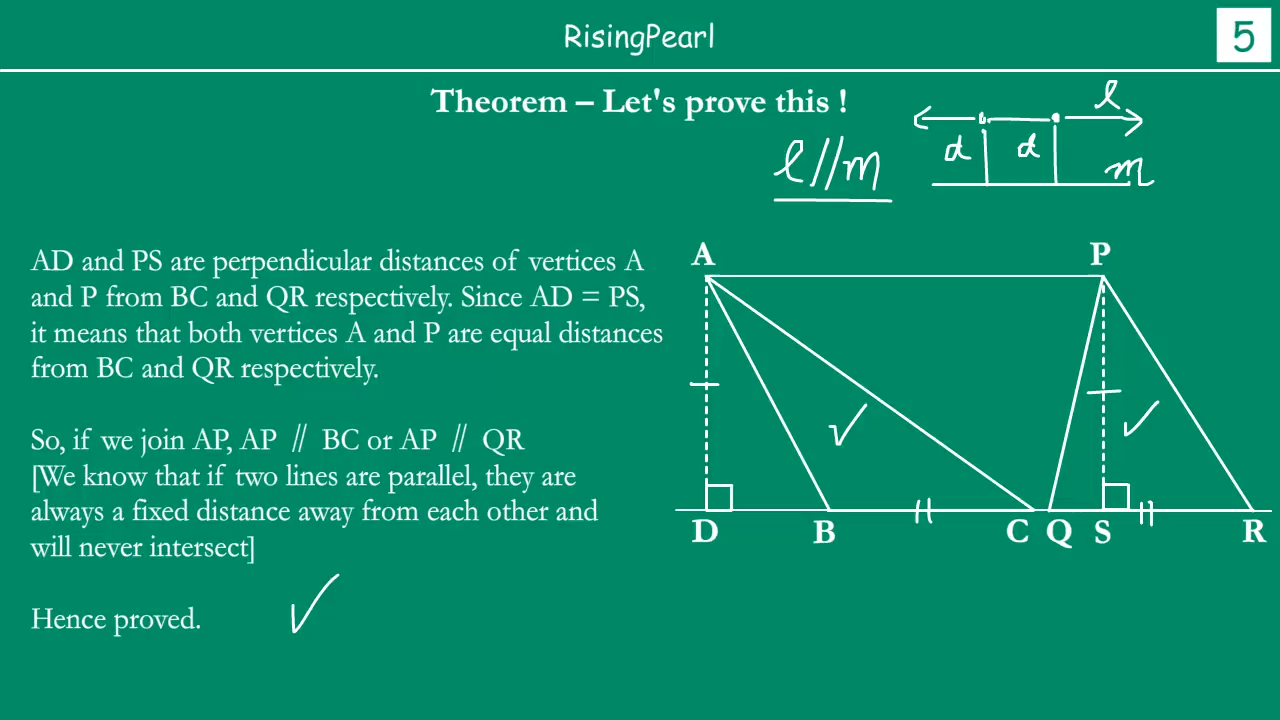 RisingPearl
5
Theorem – Let's prove this !
l
d
d
m
l//m
AD and PS are perpendicular distances of vertices A
and P from BC and QR respectively. Since AD = PS,
it means that both vertices A and P are equal distances
from BC and QR respectively.
So, if we join AP, AP // BC or AP // QR
[We know that if two lines are parallel, they are
always a fixed distance away from each other and
will never intersect]
Hence proved.
A
P
D
B
C
Q
S
R